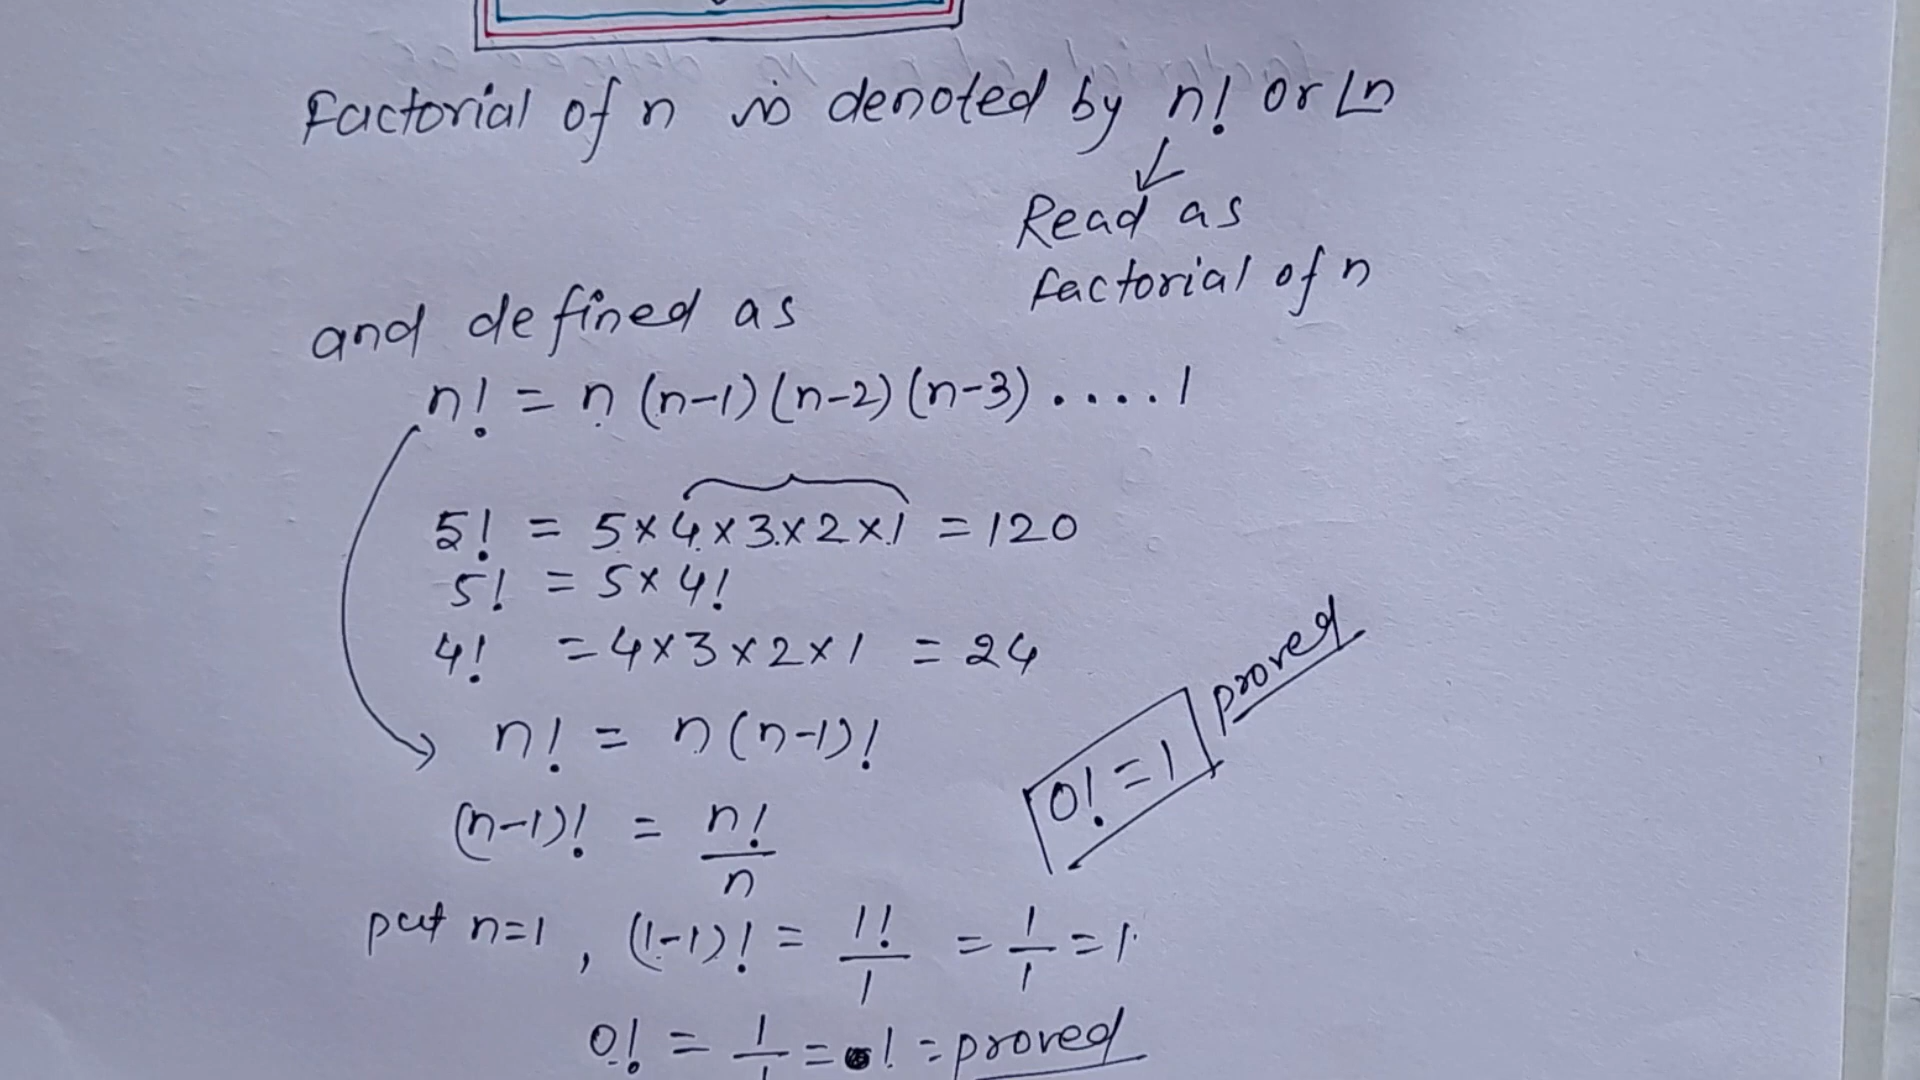 Factorial of n is denoted by n! or ∟n
↓
Read as
factorial of n
and defined as
n! = n (n-1) (n-2) (n-3) ..... 1
5! = 5 × 4 × 3 × 2 × 1 = 120
5! = 5 × 4!
4! = 4 × 3 × 2 × 1 = 24
n! = n (n-1)!
0! = 1 proved
(n-1)! = n!/n
put n=1, (1-1)! = 1!/1 = 1/1 = 1
0! = 1/1 = ! = proved